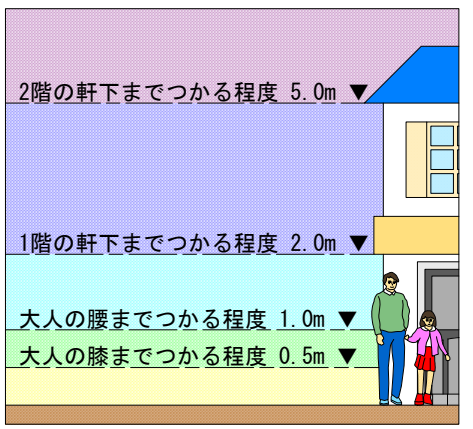 2階の軒下までつかる程度 5.0m ▼
1階の軒下までつかる程度 2.0m ▼
大人の腰までつかる程度 1.0m ▼
大人の膝までつかる程度 0.5m ▼